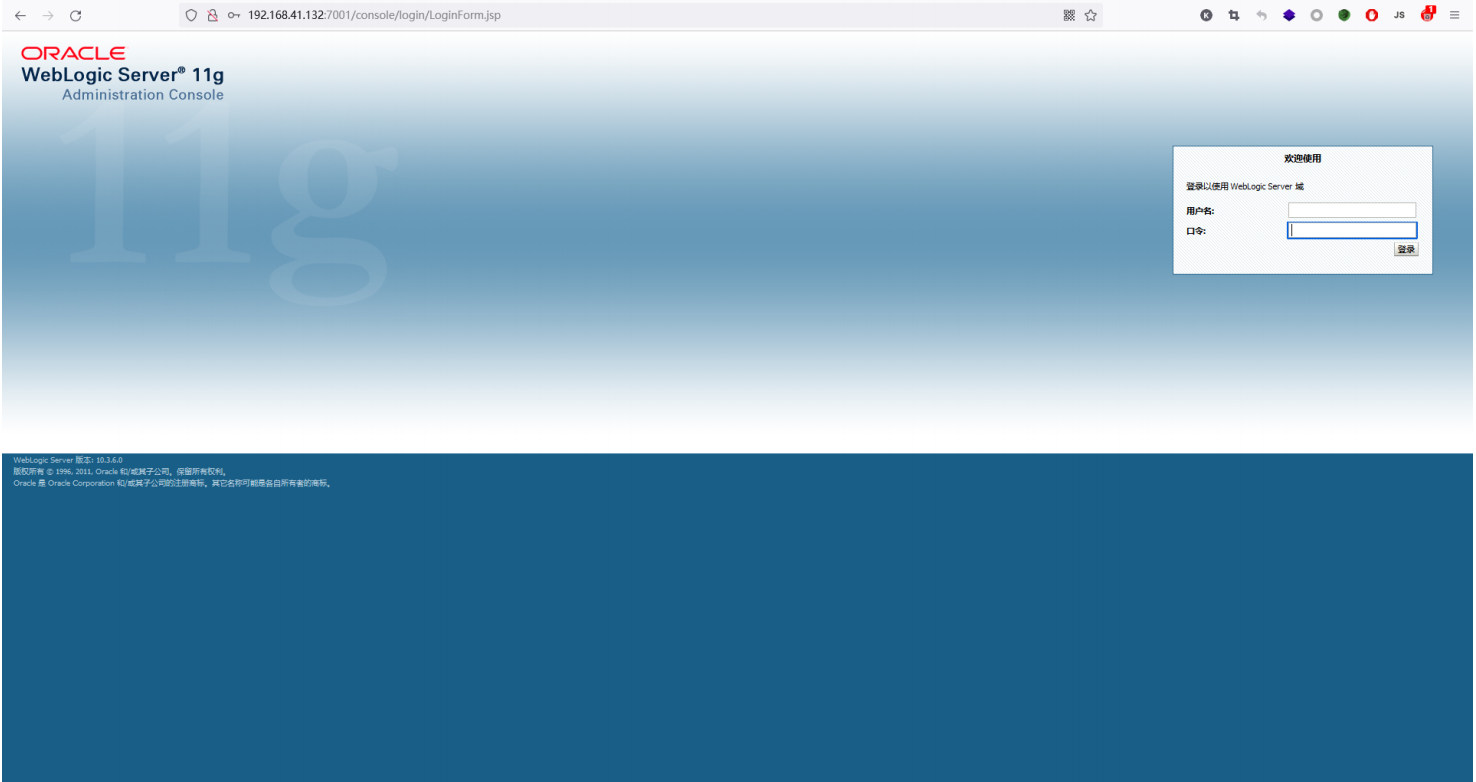 192.168.41.132:7001/console/login/LoginForm.jsp
K
JS
1
ORACLE
WebLogic Server® 11g
Administration Console
11g
欢迎使用
登录以使用 WebLogic Server 域
用户名:
口令:
登录
WebLogic Server 版本: 10.3.6.0
版权所有 © 1996, 2011, Oracle 和/或其子公司。保留所有权利。
Oracle 是 Oracle Corporation 和/或其子公司的注册商标。其它名称可能是各自所有者的商标。